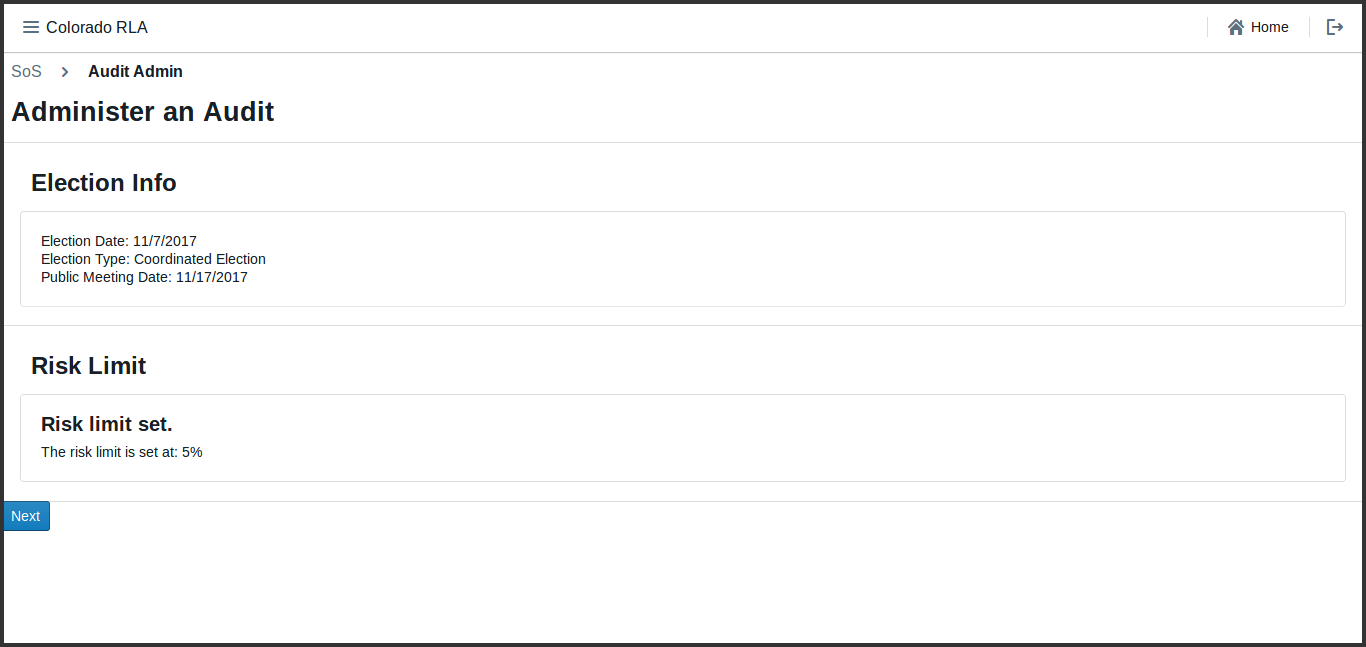 Colorado RLA
Home
SoS
Audit Admin
Administer an Audit
Election Info
Election Date: 11/7/2017
Election Type: Coordinated Election
Public Meeting Date: 11/17/2017
Risk Limit
Risk limit set.
The risk limit is set at: 5%
Next